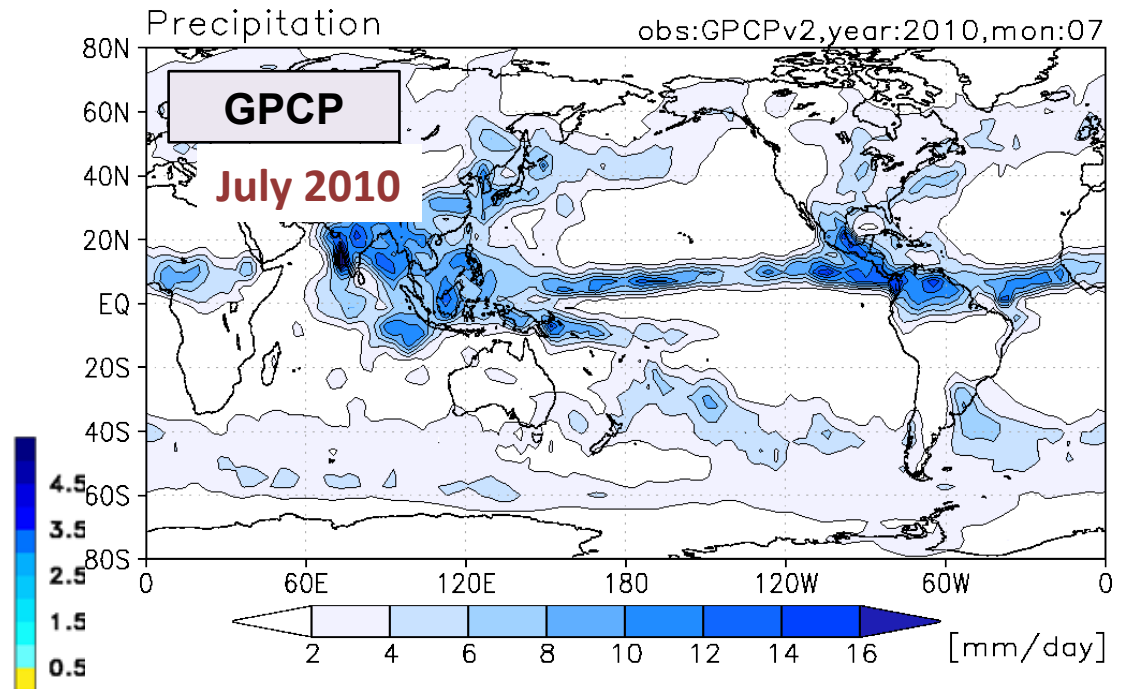 Precipitation
obs:GPCPv2,year:2010,mon:07
80N
GPCP
60N
July 2010
40N
20N
EQ
20S
40S
4.5
60S
3.5
80S
0 60E 120E 180 120W 60W 0
2.5
1.5
2 4 6 8 10 12 14 16
[mm/day]
0.5